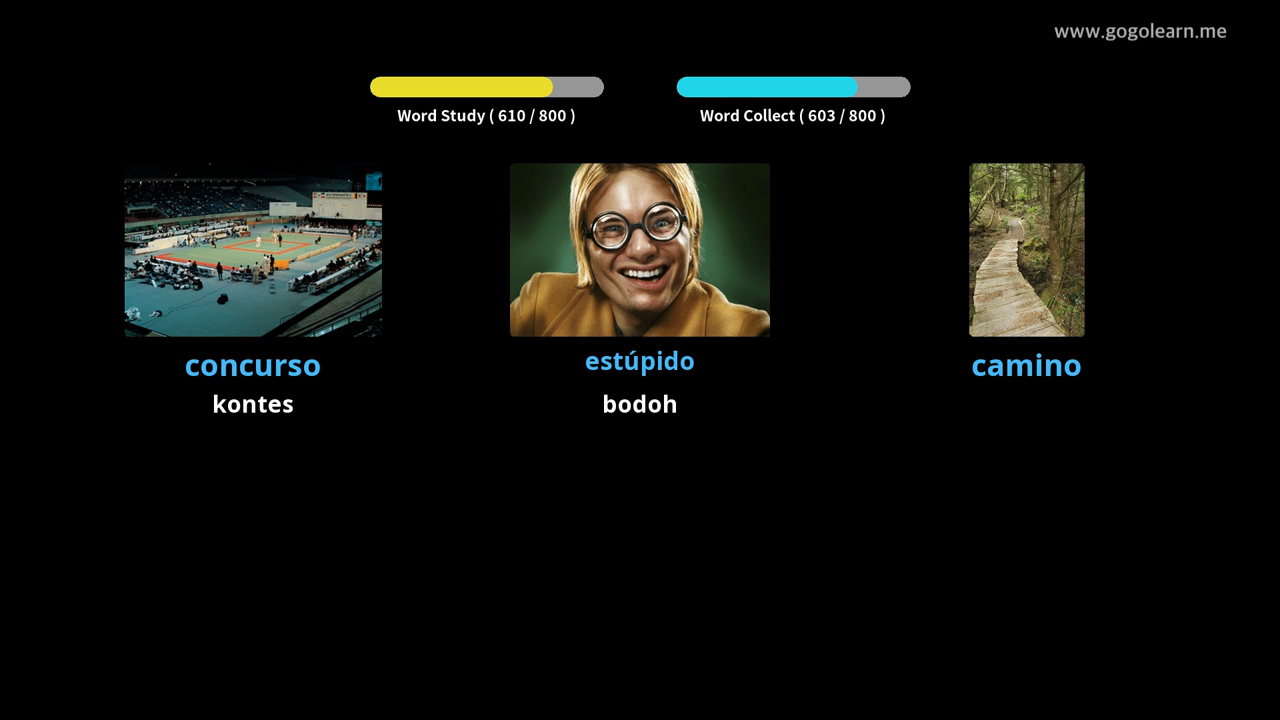 www.gogolearn.me
Word Study ( 610 / 800 )
Word Collect ( 603 / 800 )
concurso
kontes
estúpido
bodoh
camino